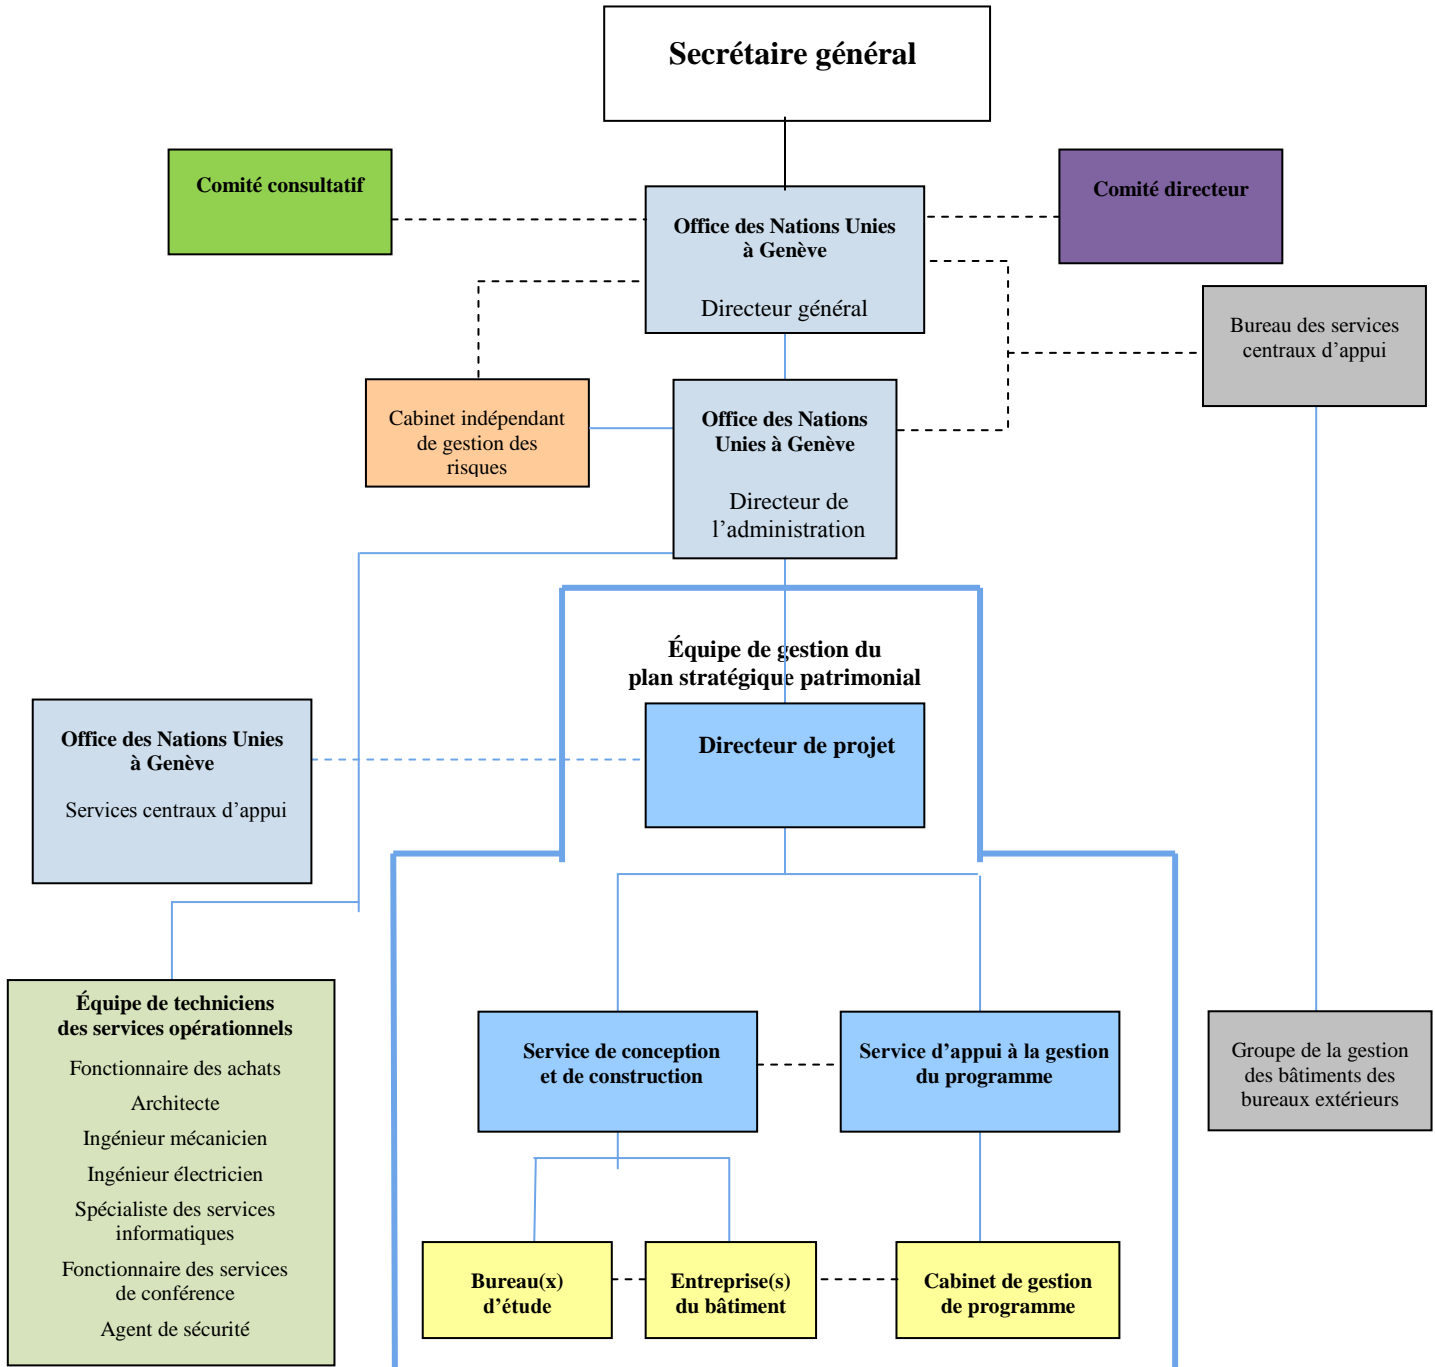 Secrétaire général
Comité consultatif
Comité directeur
Office des Nations Unies
à Genève
Directeur général
Bureau des services
centraux d'appui
Cabinet indépendant
de gestion des
risques
Office des Nations
Unies à Genève
Directeur de
l'administration
Équipe de gestion du
plan stratégique patrimonial
Office des Nations Unies
à Genève
Services centraux d'appui
Directeur de projet
Équipe de techniciens
des services opérationnels
Fonctionnaire des achats
Architecte
Ingénieur mécanicien
Ingénieur électricien
Spécialiste des services
informatiques
Fonctionnaire des services
de conférence
Agent de sécurité
Service de conception
et de construction
Service d'appui à la gestion
du programme
Groupe de la gestion
des bâtiments des
bureaux extérieurs
Bureau(x)
d'étude
Entreprise(s)
du bâtiment
Cabinet de gestion
de programme